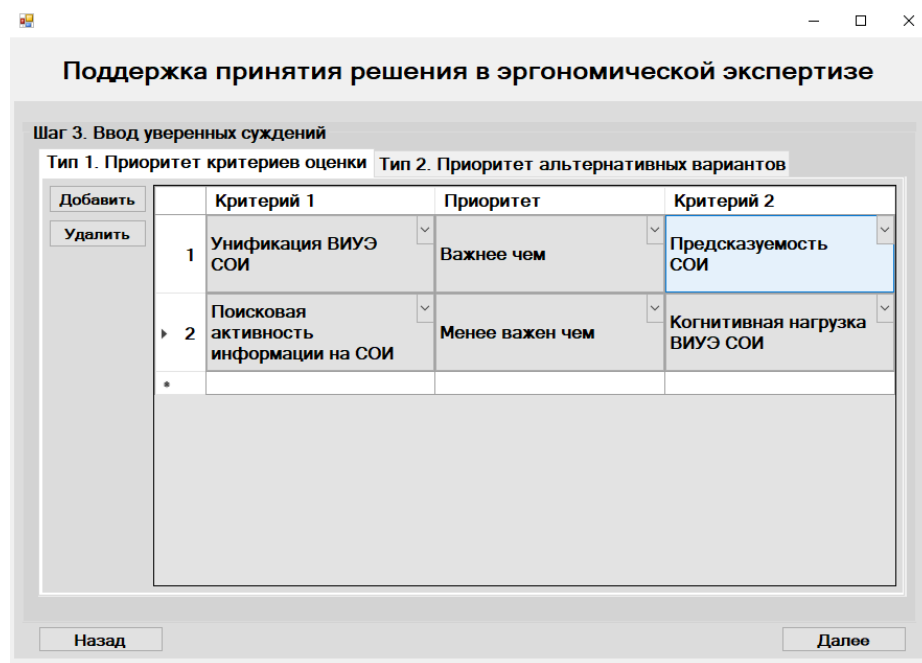 Поддержка принятия решения в эргономической экспертизе
Шаг 3. Ввод уверенных суждений
Тип 1. Приоритет критериев оценки Тип 2. Приоритет альтернативных вариантов
Добавить
Удалить
Критерий 1 Приоритет Критерий 2
1
Унификация ВИУЭ
СОИ
Важнее чем
Предсказуемость
СОИ
2
Поисковая
активность
информации на СОИ
Менее важен чем
Когнитивная нагрузка
ВИУЭ СОИ
Назад
Далее